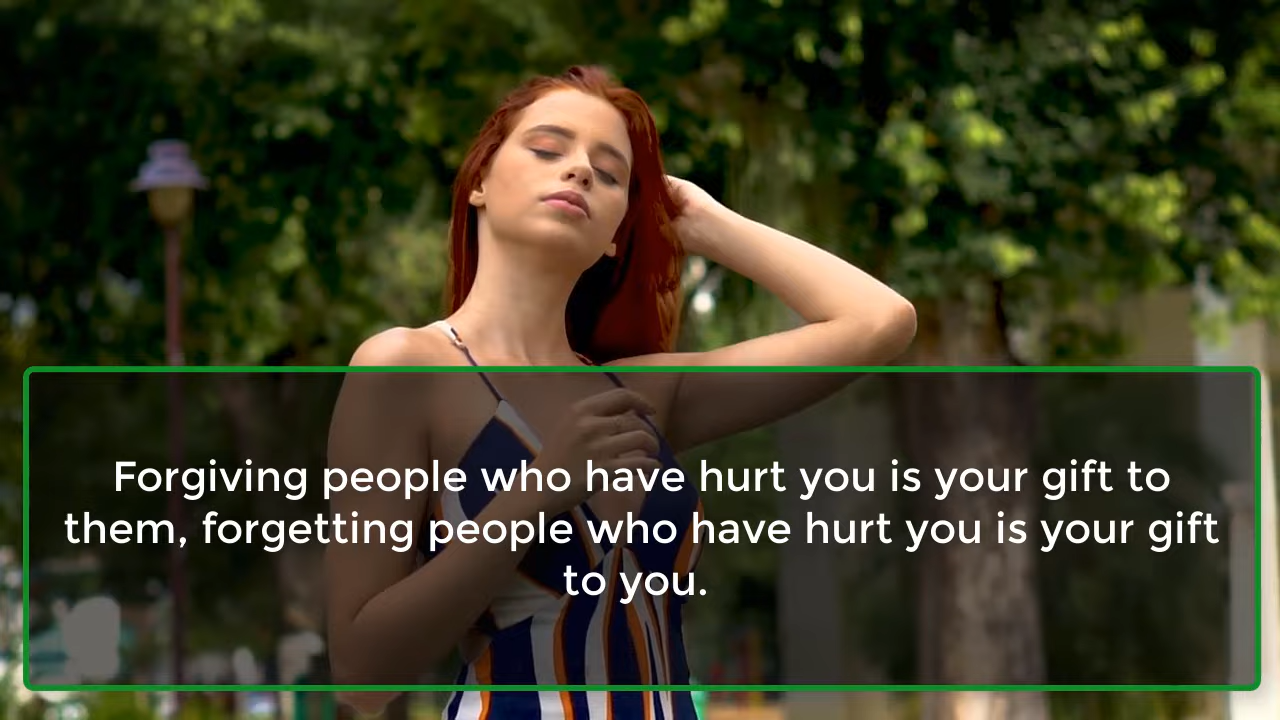 Forgiving people who have hurt you is your gift to
them, forgetting people who have hurt you is your gift
to you.